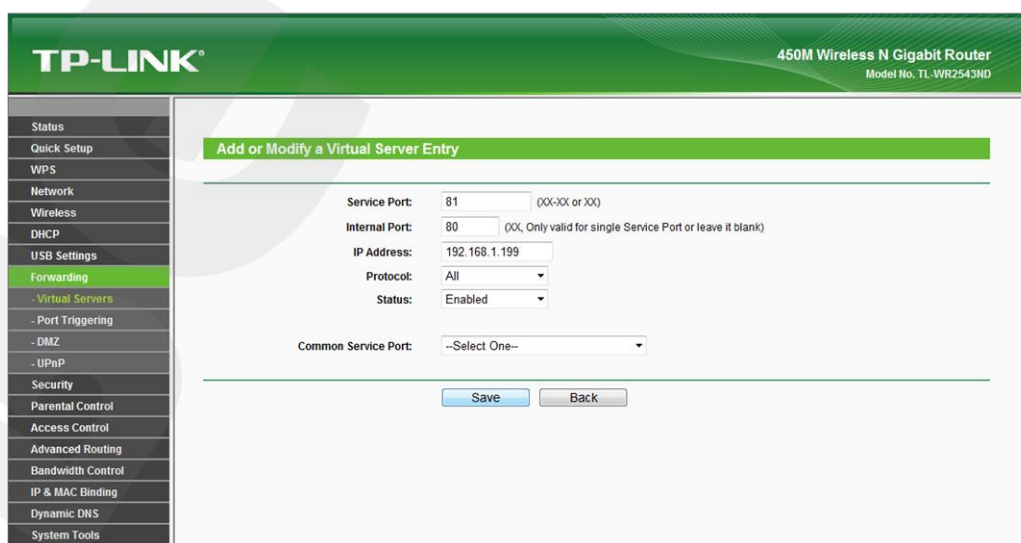 TP-LINK®
450M Wireless N Gigabit Router
Model No. TL-WR2543ND
Status
Quick Setup
WPS
Network
Wireless
DHCP
USB Settings
Forwarding
- Virtual Servers
- Port Triggering
- DMZ
- UPnP
Security
Parental Control
Access Control
Advanced Routing
Bandwidth Control
IP & MAC Binding
Dynamic DNS
System Tools
Add or Modify a Virtual Server Entry
Service Port: 81 (XX-XX or XX)
Internal Port: 80 (XX, Only valid for single Service Port or leave it blank)
IP Address: 192.168.1.199
Protocol: All
Status: Enabled
Common Service Port: --Select One--
Save Back